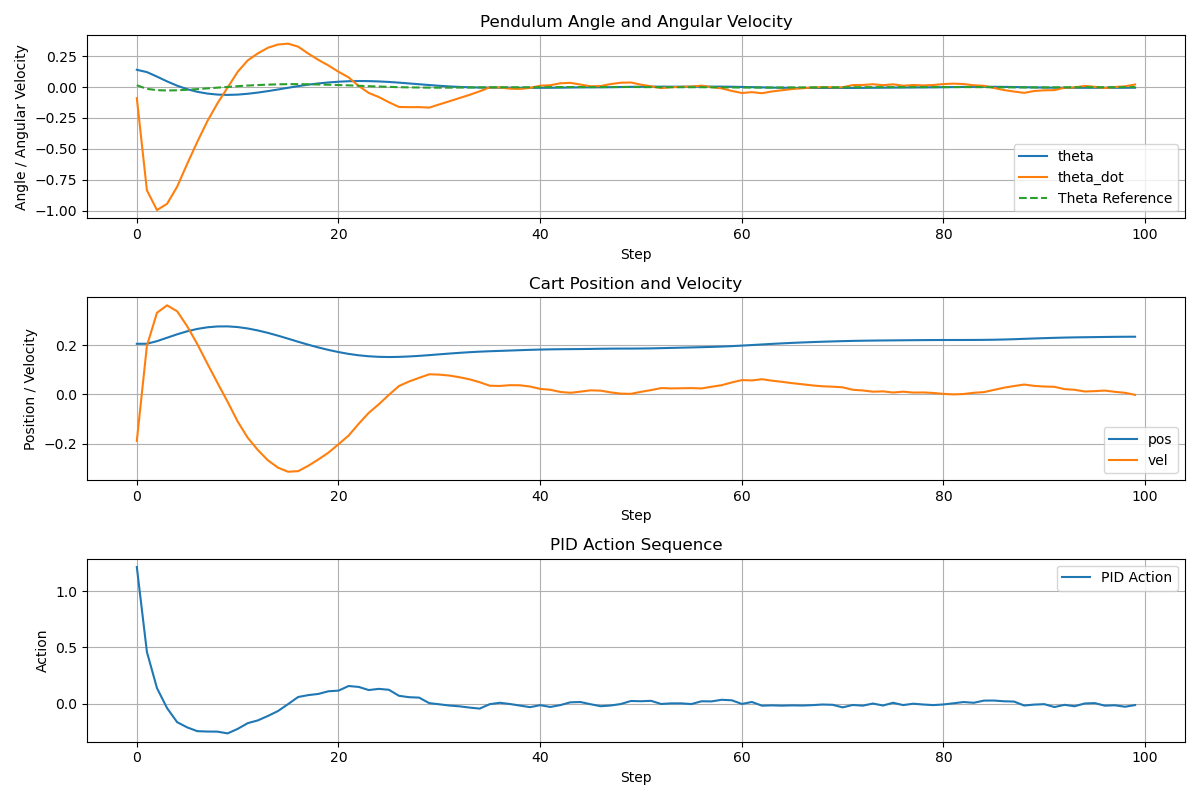 Pendulum Angle and Angular Velocity
Angle / Angular Velocity
0.25
0.00
−0.25
−0.50
−0.75
−1.00
theta
theta_dot
Theta Reference
0 20 40 60 80 100
Step
Cart Position and Velocity
Position / Velocity
0.2
0.0
−0.2
pos
vel
0 20 40 60 80 100
Step
PID Action Sequence
Action
1.0
0.5
0.0
PID Action
0 20 40 60 80 100
Step